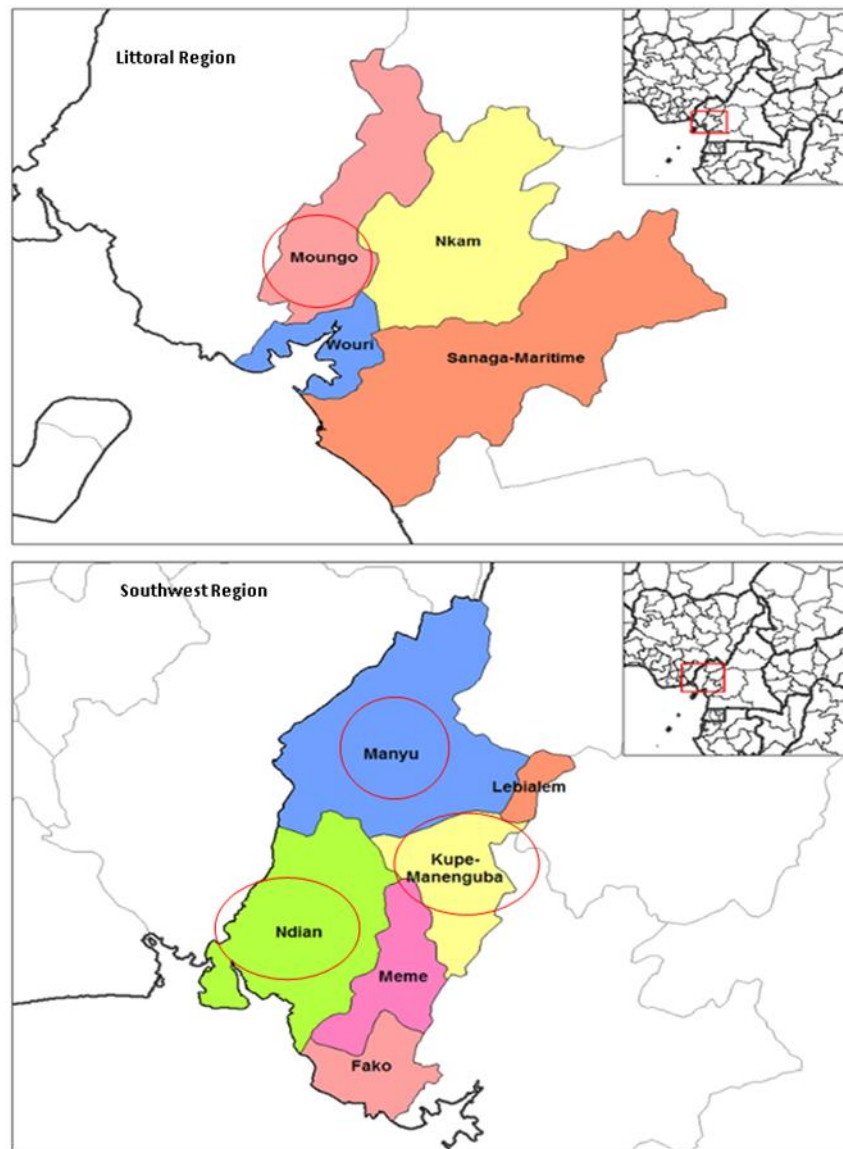 Littoral Region
Moungo
Nkam
Wouri
Sanaga-Maritime
Southwest Region
Manyu
Lebialem
Kupe-
Manenguba
Ndian
Meme
Fako